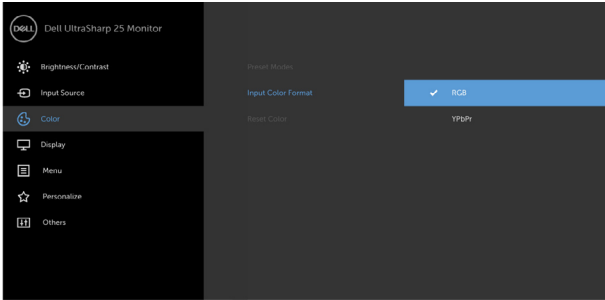 DELL Dell UltraSharp 25 Monitor
Brightness/Contrast
Input Source
Color
Display
Menu
Personalize
Others
Preset Modes
Input Color Format
Reset Color
RGB
YPbPr